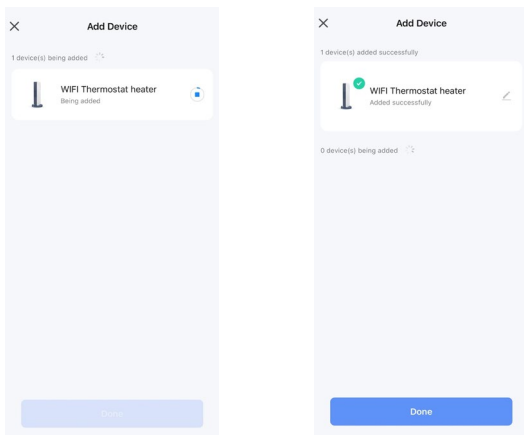 Add Device
1 device(s) being added
WIFI Thermostat heater
Being added
Done
Add Device
1 device(s) added successfully
WIFI Thermostat heater
Added successfully
0 device(s) being added
Done